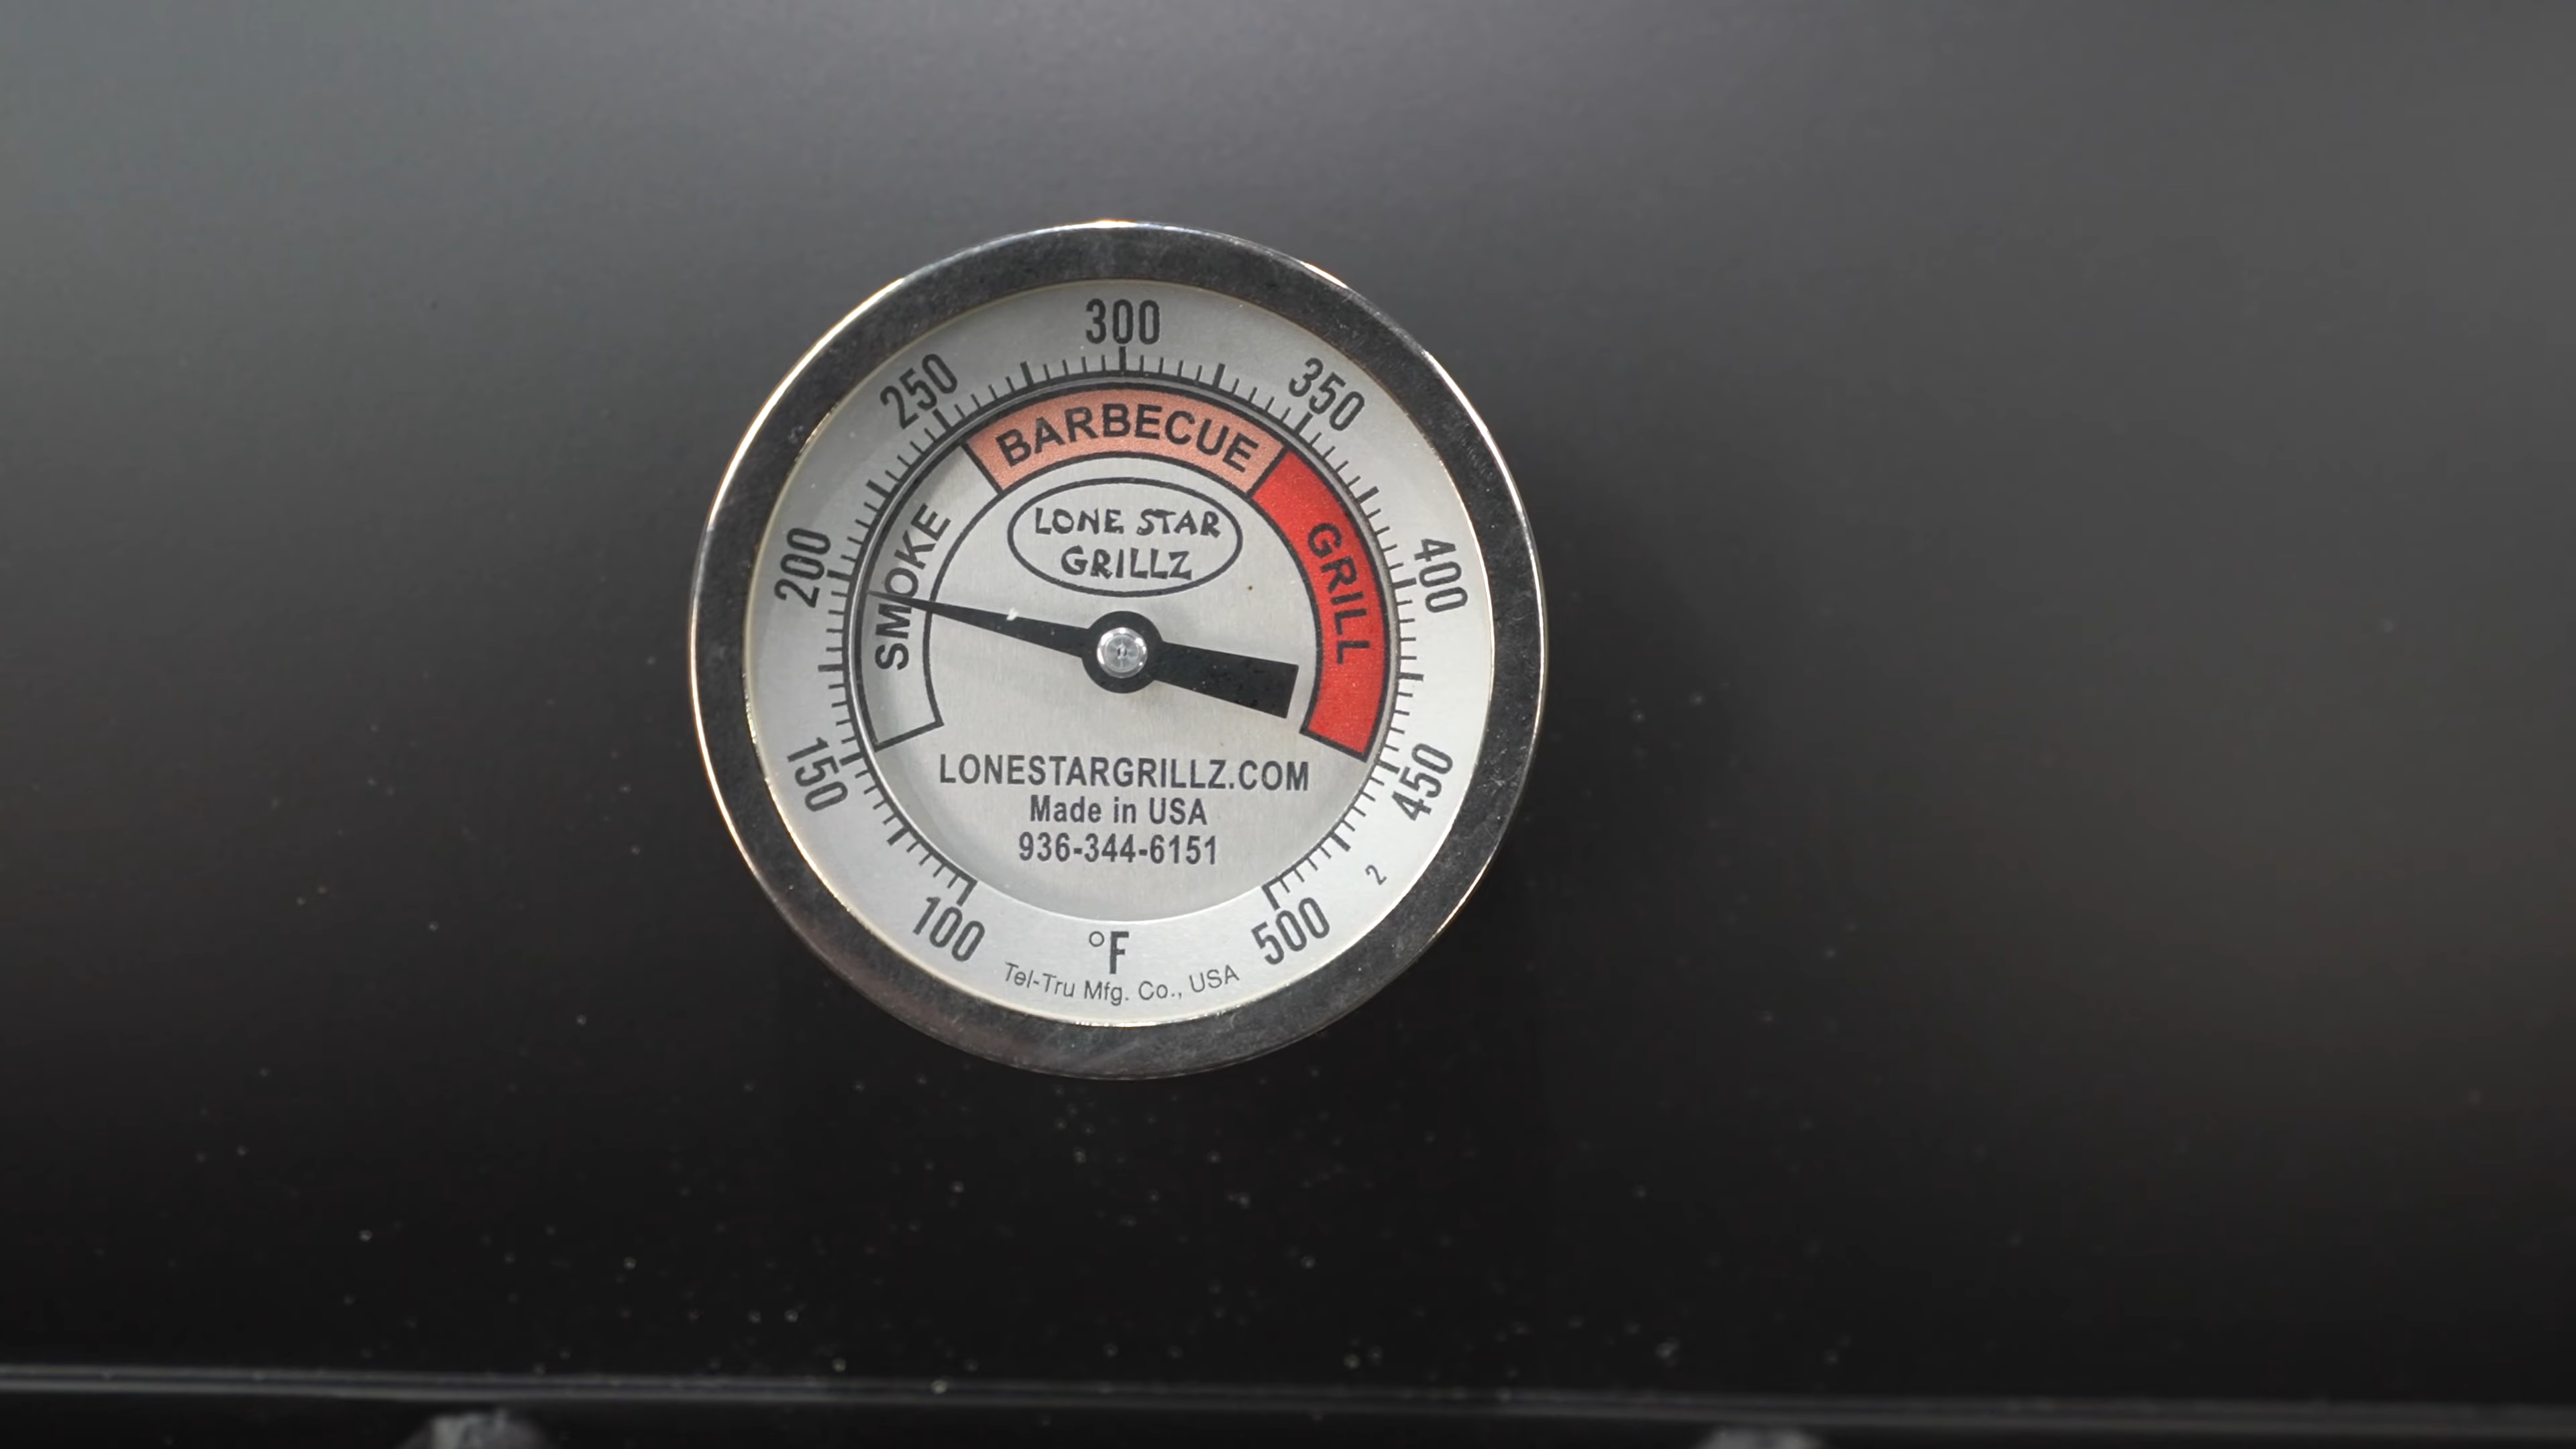 300
250
350
200
400
150
450
100
500
BARBECUE
SMOKE
GRILL
LONE STAR
GRILLZ
LONESTARGRILLZ.COM
Made in USA
936-344-6151
2
°F
Tel-Tru Mfg. Co., USA